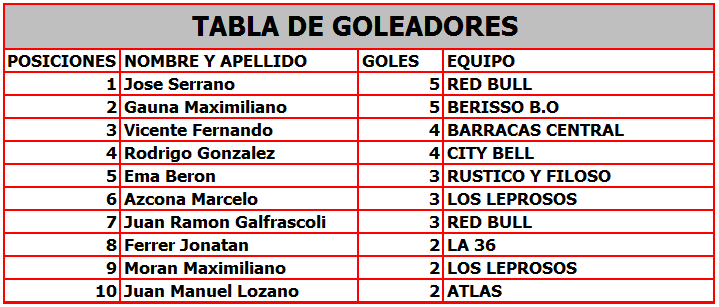 TABLA DE GOLEADORES
POSICIONES NOMBRE Y APELLIDO GOLES EQUIPO
1 Jose Serrano 5 RED BULL
2 Gauna Maximiliano 5 BERISSO B.O
3 Vicente Fernando 4 BARRACAS CENTRAL
4 Rodrigo Gonzalez 4 CITY BELL
5 Ema Beron 3 RUSTICO Y FILOSO
6 Azcona Marcelo 3 LOS LEPROSOS
7 Juan Ramon Galfrascoli 3 RED BULL
8 Ferrer Jonatan 2 LA 36
9 Moran Maximiliano 2 LOS LEPROSOS
10 Juan Manuel Lozano 2 ATLAS